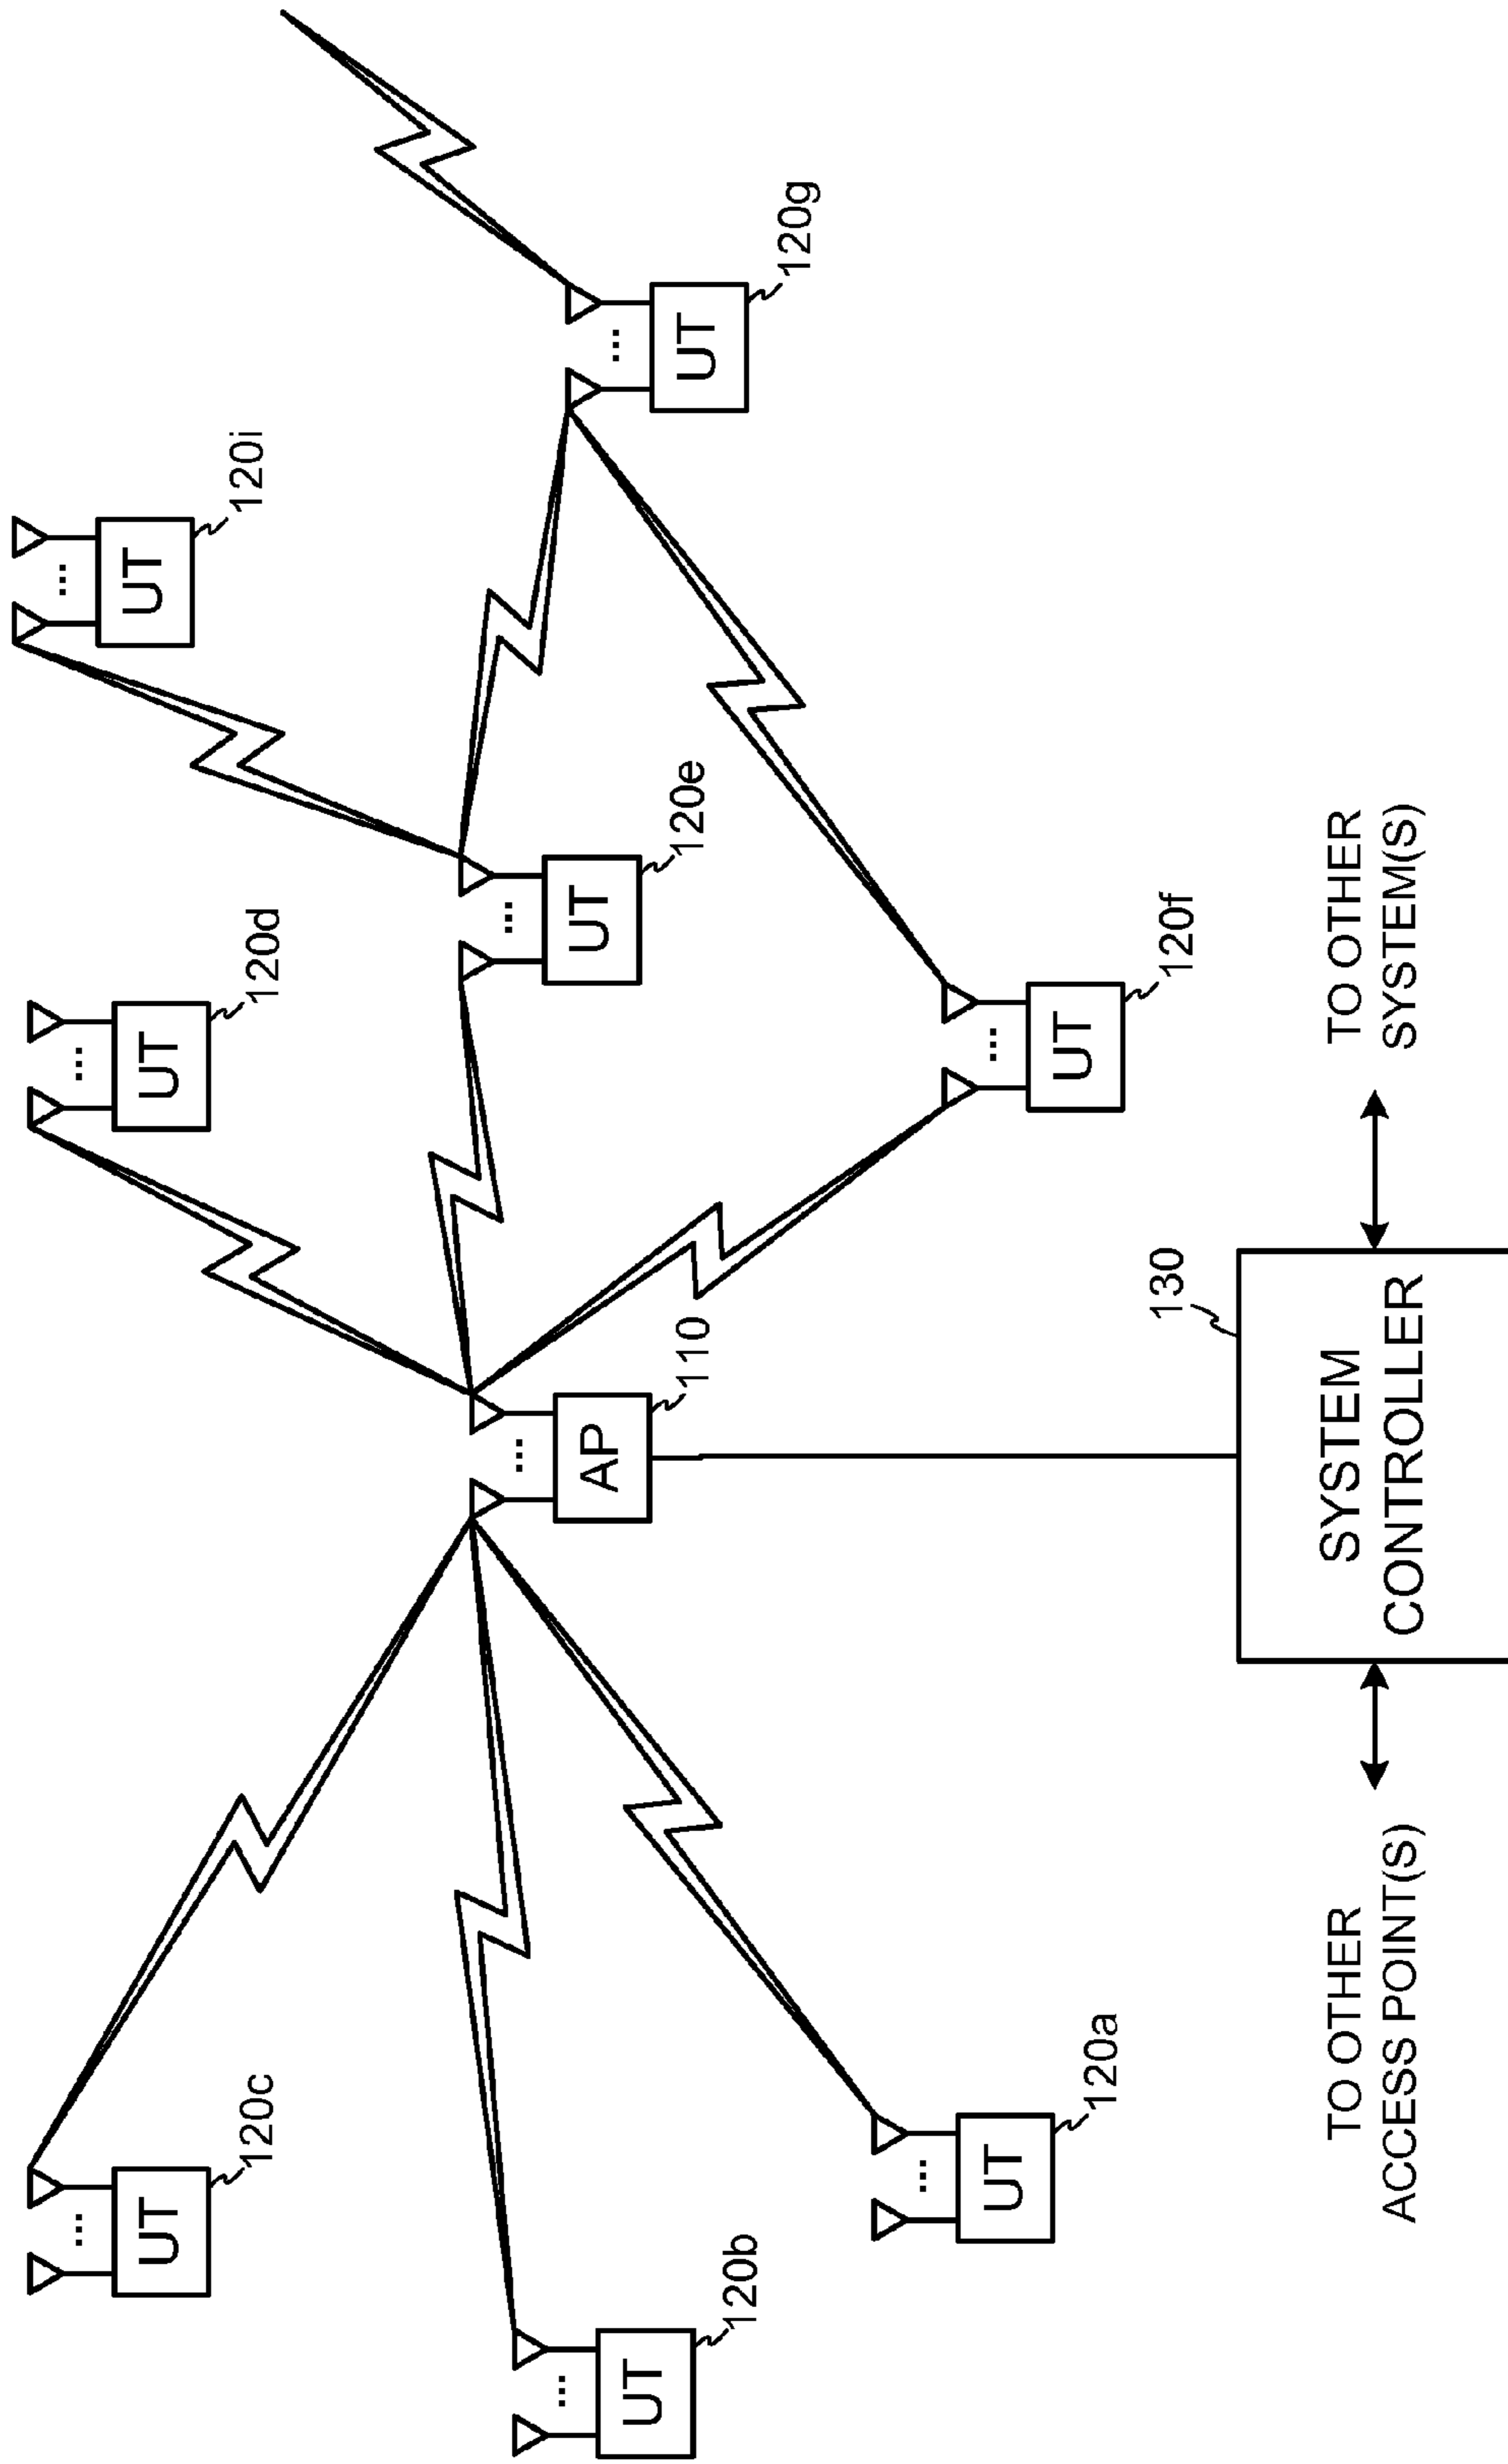 UT
120c
UT
120d
UT
120i
UT
120b
AP
110
UT
120e
UT
120g
UT
120a
UT
120f
130
SYSTEM
CONTROLLER
TO OTHER
ACCESS POINT(S)
TO OTHER
SYSTEM(S)